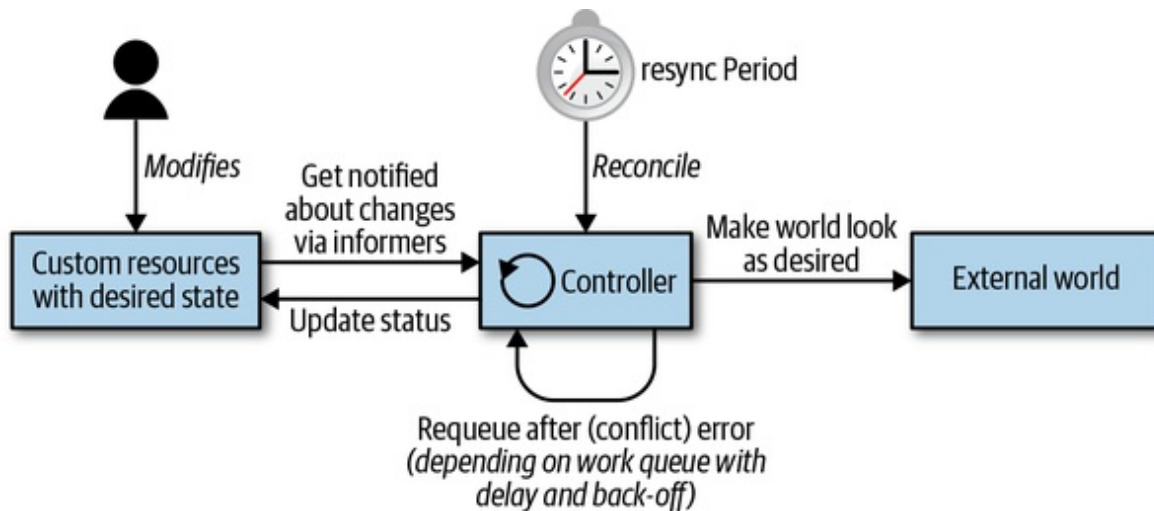 resync Period
Modifies
Reconcile
Get notified
about changes
via informers
Make world look
as desired
Custom resources
with desired state
Controller
External world
Update status
Requeue after (conflict) error
(depending on work queue with
delay and back-off)